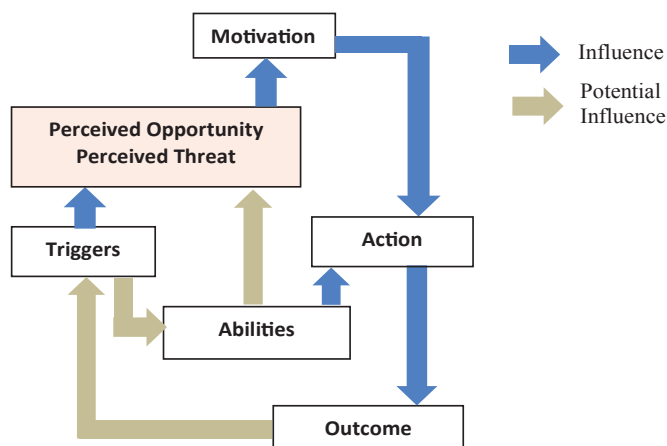 Motivation
Influence
Potential
Influence
Perceived Opportunity
Perceived Threat
Triggers
Action
Abilities
Outcome